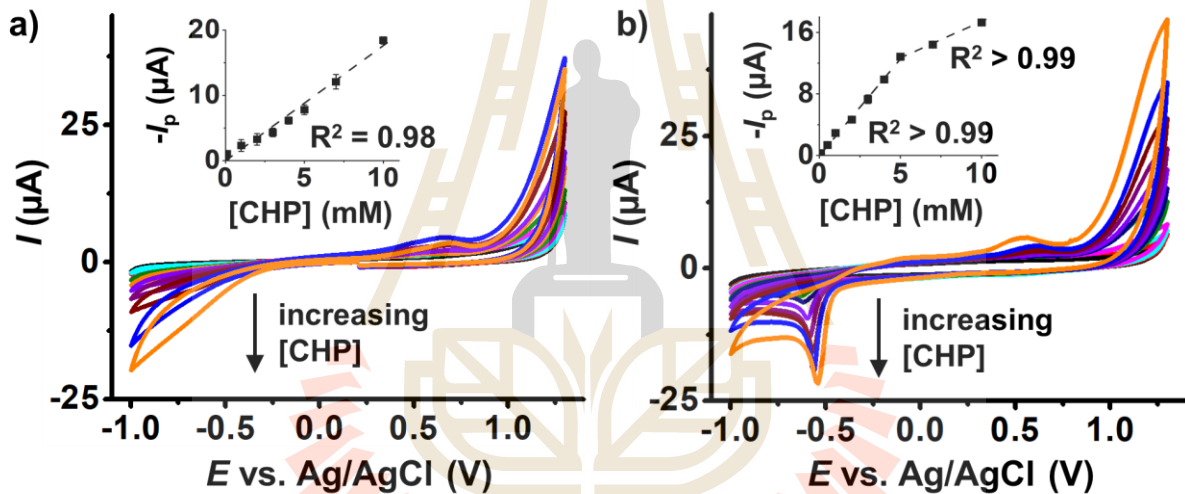 a)
20
10
0
-Ip (µA)
R² = 0.98
0 5 10
[CHP] (mM)
25
0
-25
I (µA)
increasing
[CHP]
-1.0 -0.5 0.0 0.5 1.0
E vs. Ag/AgCl (V)
b)
16
8
0
-Ip (µA)
R² > 0.99
R² > 0.99
0 5 10
[CHP] (mM)
25
0
-25
I (µA)
increasing
[CHP]
-1.0 -0.5 0.0 0.5 1.0
E vs. Ag/AgCl (V)